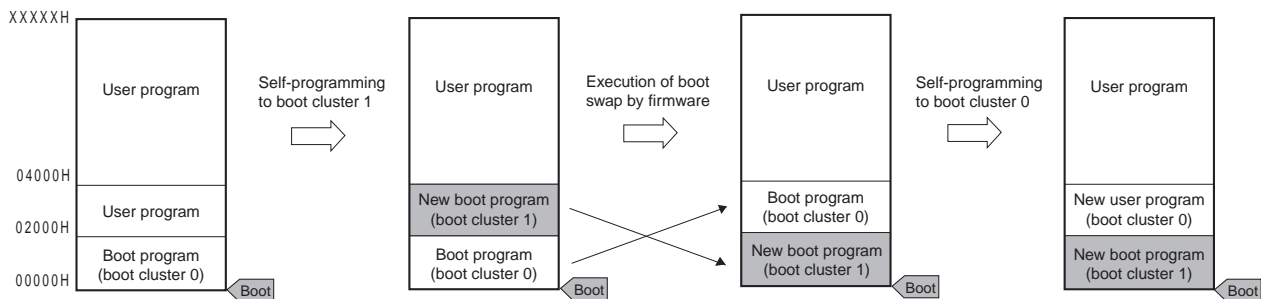 XXXXXH
User program
Self-programming
to boot cluster 1
User program
Execution of boot
swap by firmware
User program
Self-programming
to boot cluster 0
User program
04000H
User program
02000H
Boot program
(boot cluster 0)
00000H
Boot
New boot program
(boot cluster 1)
Boot program
(boot cluster 0)
Boot
Boot program
(boot cluster 0)
New boot program
(boot cluster 1)
Boot
New user program
(boot cluster 0)
New boot program
(boot cluster 1)
Boot